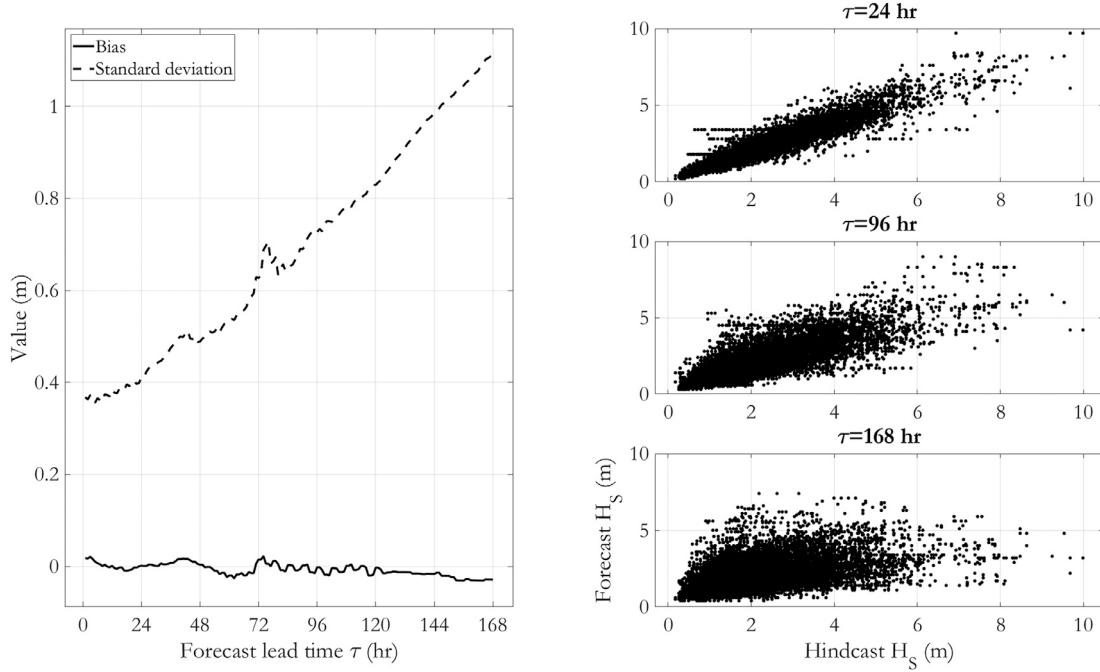 Bias
Standard deviation
1
0.8
0.6
0.4
0.2
0
Value (m)
0 24 48 72 96 120 144 168
Forecast lead time τ (hr)
τ=24 hr
10
5
0
0 2 4 6 8 10
τ=96 hr
10
5
0
0 2 4 6 8 10
τ=168 hr
10
5
0
Forecast H_S (m)
0 2 4 6 8 10
Hindcast H_S (m)